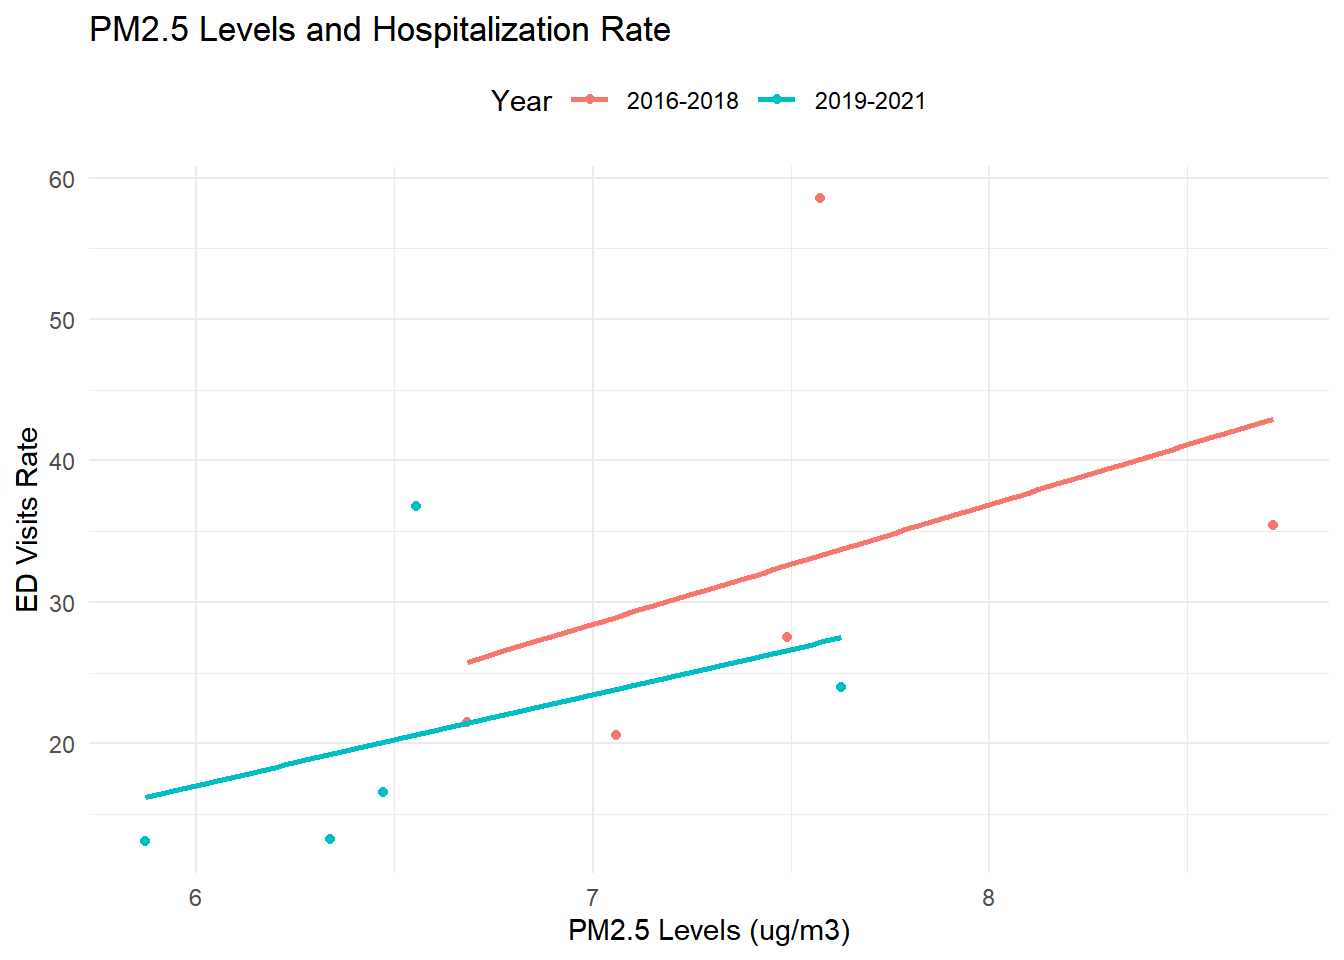 PM2.5 Levels and Hospitalization Rate
Year 2016-2018 2019-2021
60
50
40
30
20
ED Visits Rate
6 7 8
PM2.5 Levels (ug/m3)